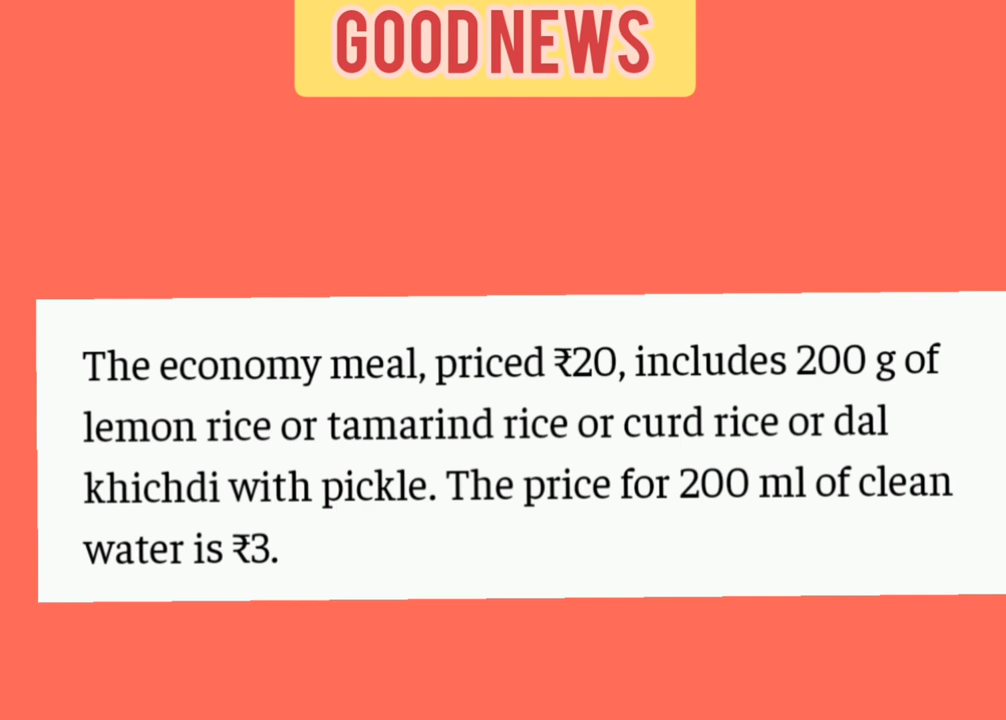 GOOD NEWS
The economy meal, priced ₹20, includes 200 g of
lemon rice or tamarind rice or curd rice or dal
khichdi with pickle. The price for 200 ml of clean
water is ₹3.